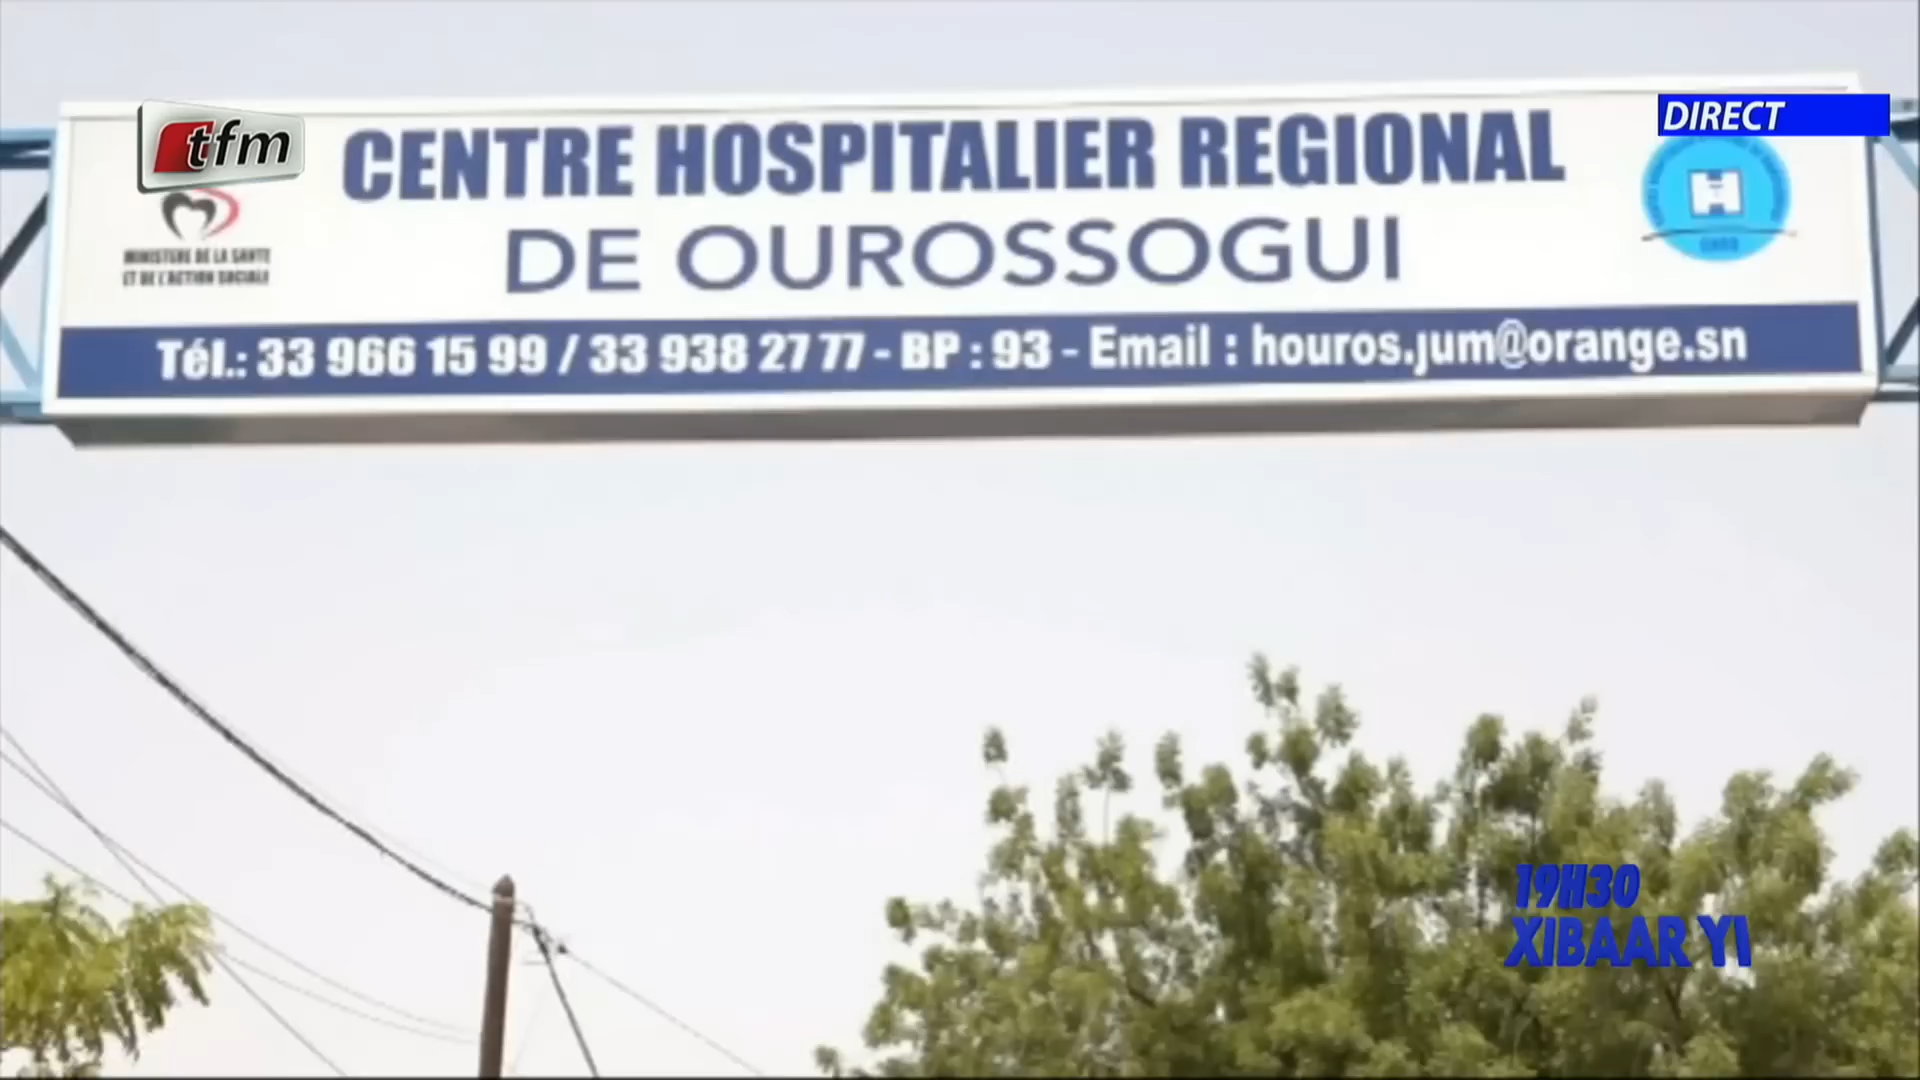 tfm
DIRECT
CENTRE HOSPITALIER REGIONAL
DE OUROSSOGUI
MINISTERE DE LA SANTE
ET DE L'ACTION SOCIALE
Tél.: 33 966 15 99 / 33 938 27 77 - BP : 93 - Email : houros.jum@orange.sn
19H30
XIBAAR YI